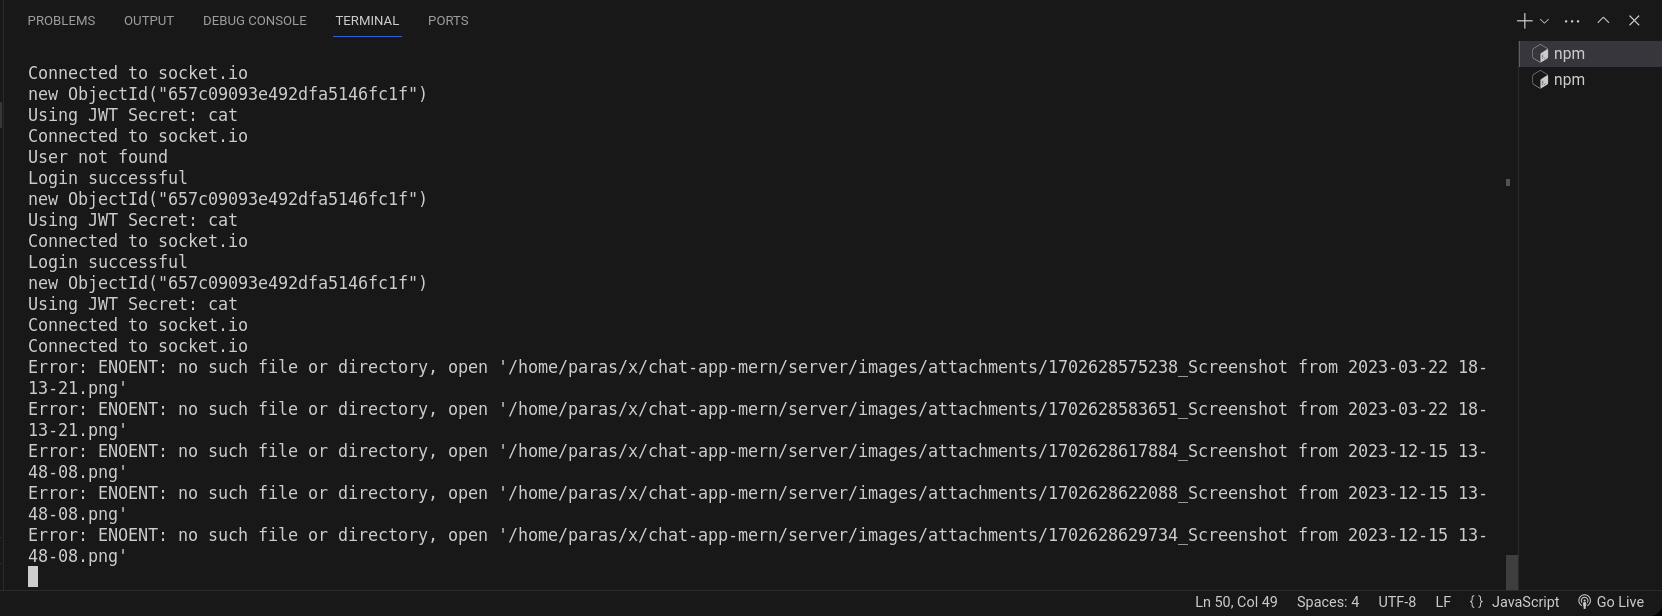 PROBLEMS OUTPUT DEBUG CONSOLE TERMINAL PORTS
npm
npm
Connected to socket.io
new ObjectId("657c09093e492dfa5146fc1f")
Using JWT Secret: cat
Connected to socket.io
User not found
Login successful
new ObjectId("657c09093e492dfa5146fc1f")
Using JWT Secret: cat
Connected to socket.io
Login successful
new ObjectId("657c09093e492dfa5146fc1f")
Using JWT Secret: cat
Connected to socket.io
Connected to socket.io
Error: ENOENT: no such file or directory, open '/home/paras/x/chat-app-mern/server/images/attachments/1702628575238_Screenshot from 2023-03-22 18-
13-21.png'
Error: ENOENT: no such file or directory, open '/home/paras/x/chat-app-mern/server/images/attachments/1702628583651_Screenshot from 2023-03-22 18-
13-21.png'
Error: ENOENT: no such file or directory, open '/home/paras/x/chat-app-mern/server/images/attachments/1702628617884_Screenshot from 2023-12-15 13-
48-08.png'
Error: ENOENT: no such file or directory, open '/home/paras/x/chat-app-mern/server/images/attachments/1702628622088_Screenshot from 2023-12-15 13-
48-08.png'
Error: ENOENT: no such file or directory, open '/home/paras/x/chat-app-mern/server/images/attachments/1702628629734_Screenshot from 2023-12-15 13-
48-08.png'
Ln 50, Col 49 Spaces: 4 UTF-8 LF {} JavaScript Go Live